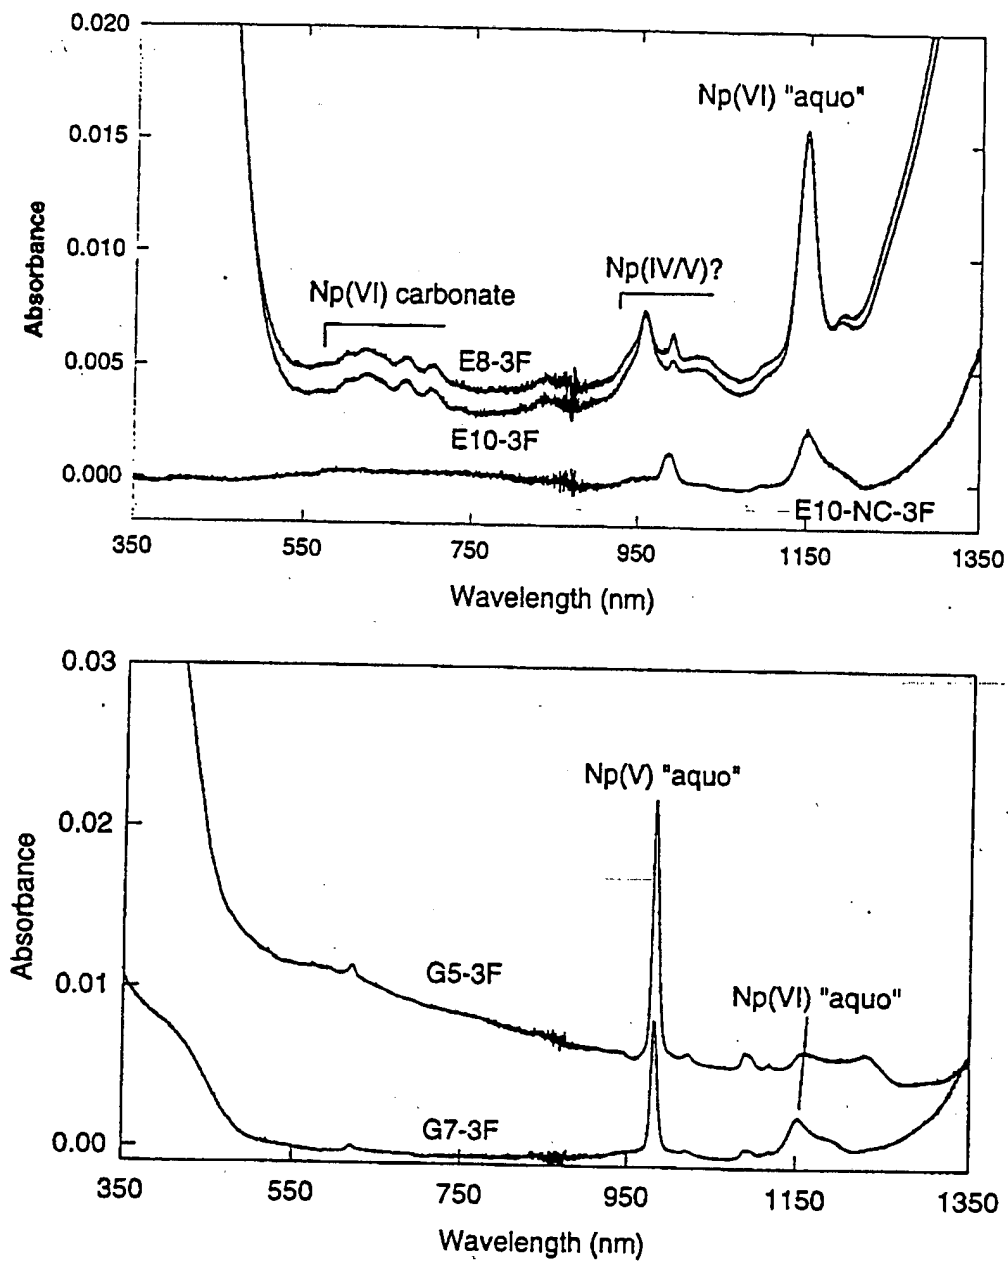 0.020
0.015
0.010
0.005
0.000
Absorbance
Np(VI) "aquo"
Np(IV/V)?
Np(VI) carbonate
E8-3F
E10-3F
E10-NC-3F
350 550 750 950 1150 1350
Wavelength (nm)
0.03
0.02
0.01
0.00
Absorbance
Np(V) "aquo"
G5-3F
Np(VI) "aquo"
G7-3F
350 550 750 950 1150 1350
Wavelength (nm)